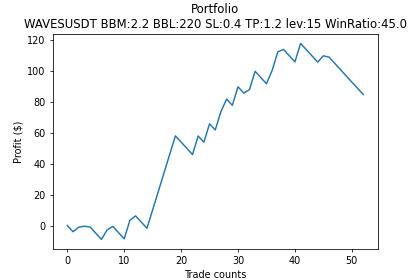 Portfolio
WAVESUSDT BBM:2.2 BBL:220 SL:0.4 TP:1.2 lev:15 WinRatio:45.0
120
100
80
60
40
20
0
Profit ($)
0 10 20 30 40 50
Trade counts